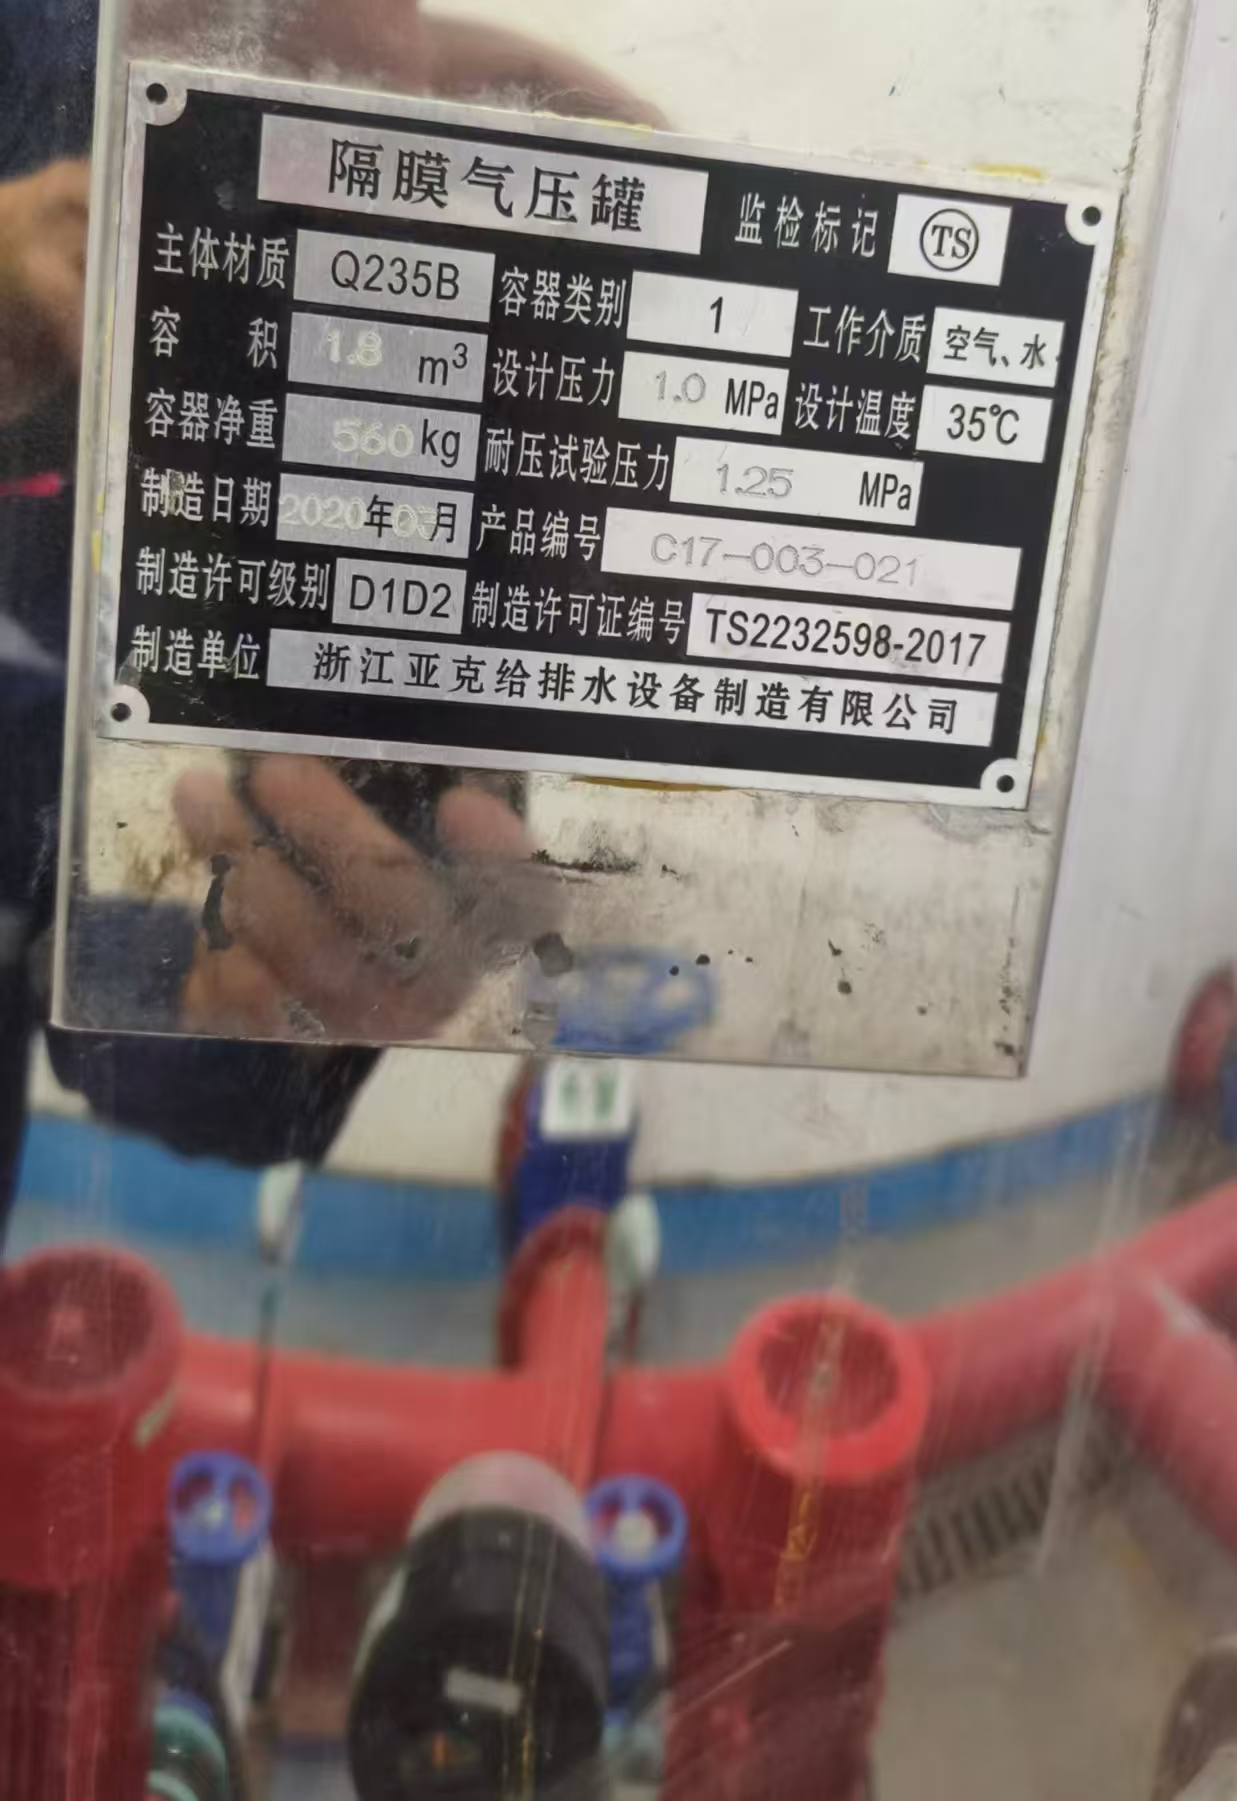 隔膜气压罐 监检标记 TS
主体材质 Q235B 容器类别 1 工作介质 空气、水
容积 1.8 m³ 设计压力 1.0 MPa 设计温度 35℃
容器净重 560 kg 耐压试验压力 1.25 MPa
制造日期 2020年03月 产品编号 C17-003-021
制造许可级别 D1D2 制造许可证编号 TS2232598-2017
制造单位 浙江亚克给排水设备制造有限公司